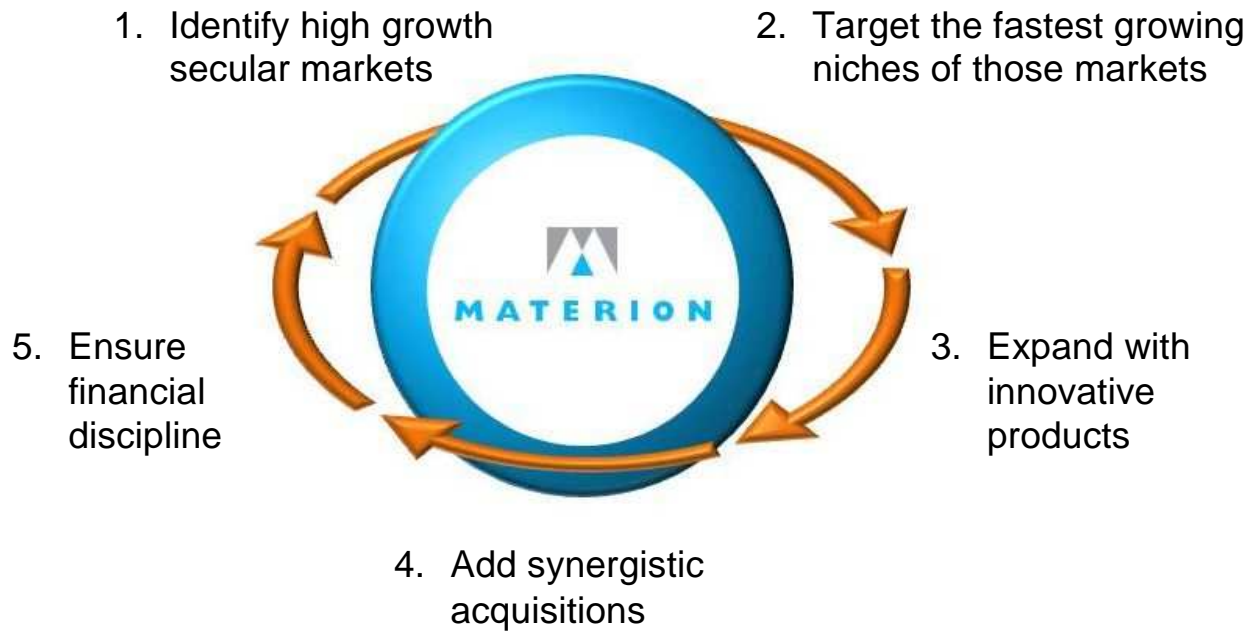 1. Identify high growth
secular markets
2. Target the fastest growing
niches of those markets
MATERION
3. Expand with
innovative
products
4. Add synergistic
acquisitions
5. Ensure
financial
discipline